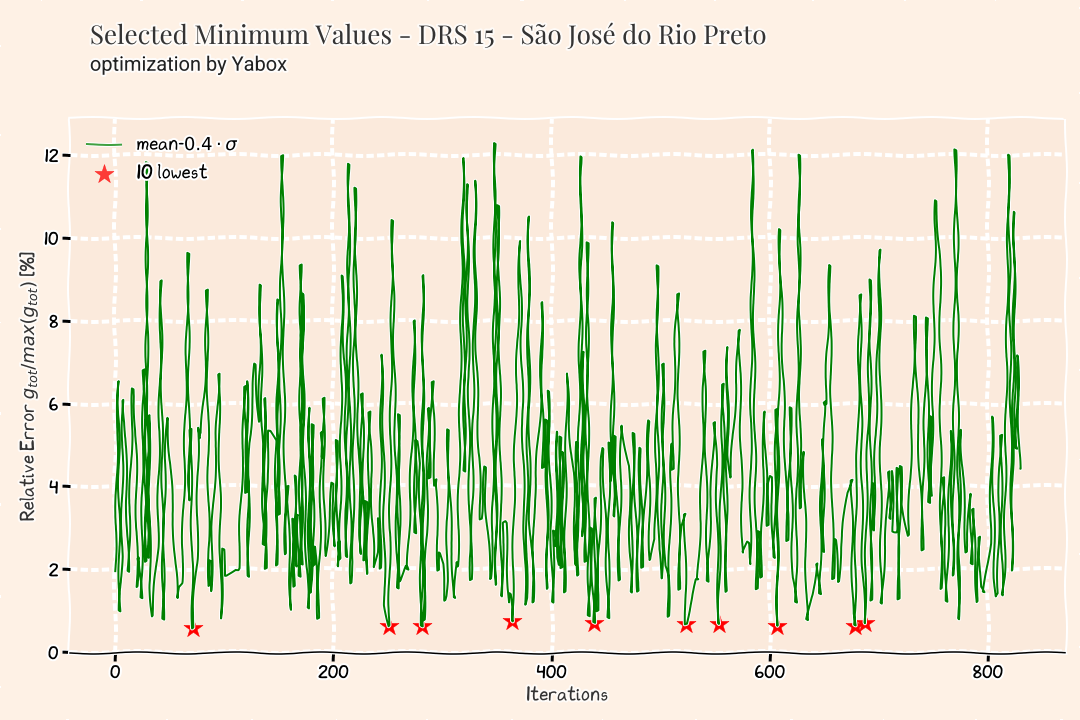 Selected Minimum Values - DRS 15 - São José do Rio Preto
optimization by Yabox
mean-0.4 · σ
10 lowest
Relative Error g_tot/max(g_tot) [%]
12
10
8
6
4
2
0
0 200 400 600 800
Iterations